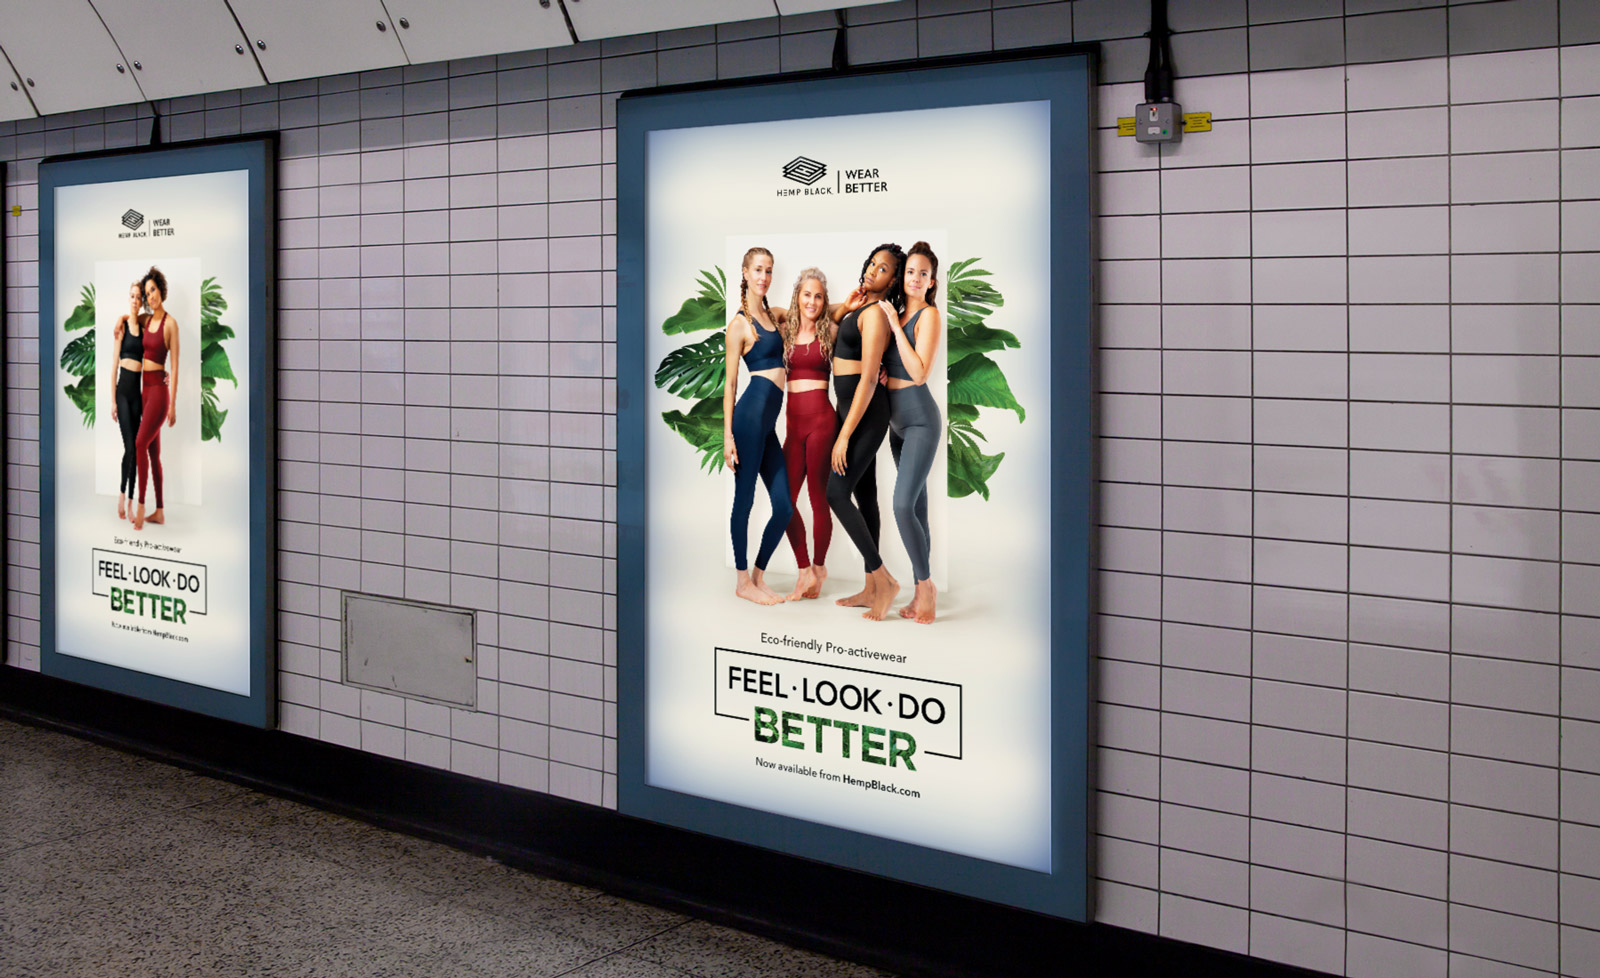 HEMP BLACK
WEAR
BETTER
Eco-friendly Pro-activewear
FEEL·LOOK·DO
BETTER
Now available from HempBlack.com
HEMP BLACK
WEAR
BETTER
Eco-friendly Pro-activewear
FEEL·LOOK·DO
BETTER
Now available from HempBlack.com